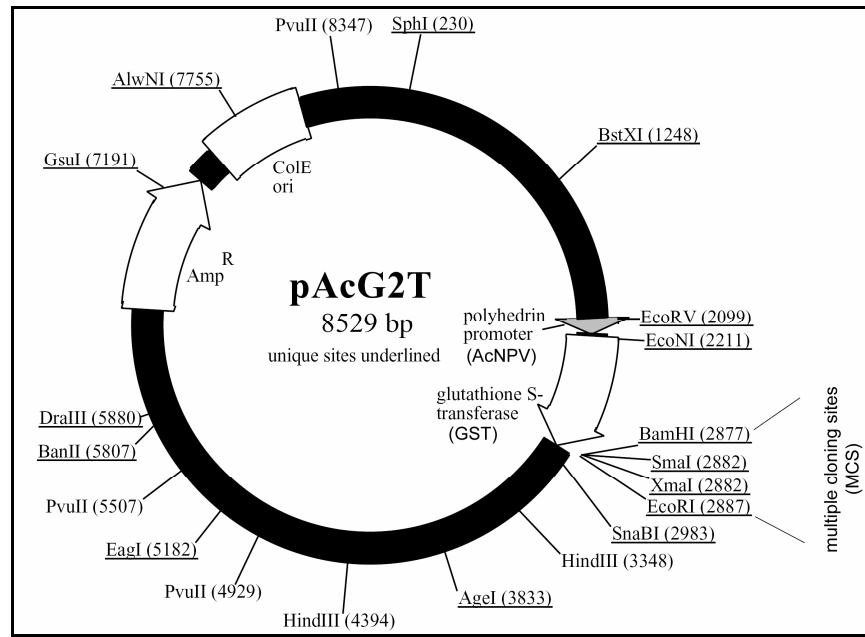 PvuII (8347)
SphI (230)
AlwNI (7755)
BstXI (1248)
GsuI (7191)
ColE
ori
R
Amp
pAcG2T
8529 bp
unique sites underlined
polyhedrin
promoter
(AcNPV)
EcoRV (2099)
EcoNI (2211)
glutathione S-
transferase
(GST)
DraIII (5880)
BanII (5807)
BamHI (2877)
SmaI (2882)
XmaI (2882)
EcoRI (2887)
multiple cloning sites
(MCS)
PvuII (5507)
SnaBI (2983)
EagI (5182)
HindIII (3348)
PvuII (4929)
AgeI (3833)
HindIII (4394)